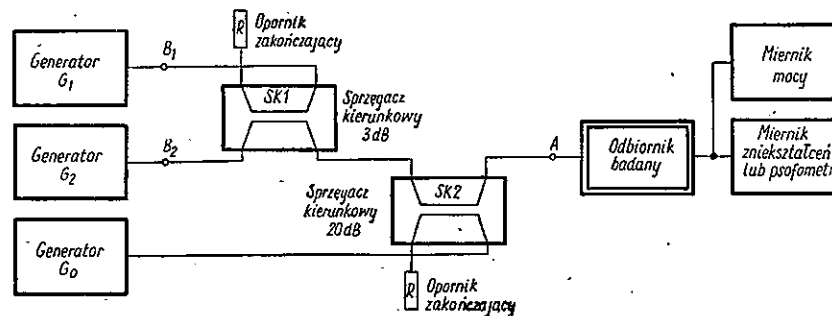 Generator
G1
B1
R
Opornik
zakończający
SK1
Sprzęgacz
kierunkowy
3dB
Generator
G2
B2
Sprzęgacz
kierunkowy
20dB
SK2
A
Odbiornik
badany
Miernik
mocy
Miernik
zniekształceń
lub psofometr
Generator
G0
R
Opornik
zakończający